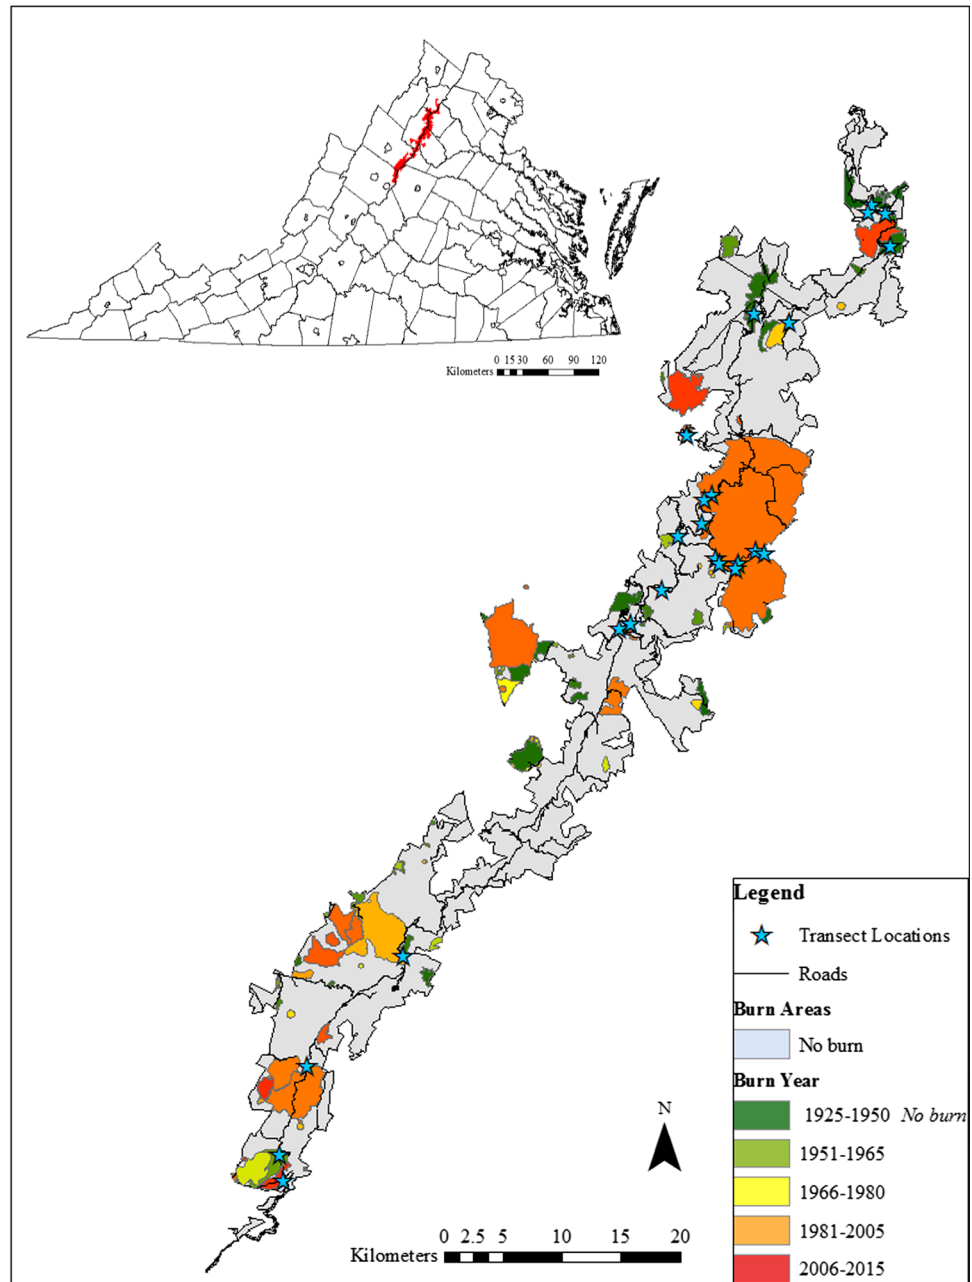 0 15 30 60 90 120
Kilometers
Legend
Transect Locations
Roads
Burn Areas
No burn
Burn Year
1925-1950 No burn
1951-1965
1966-1980
1981-2005
2006-2015
N
0 2.5 5 10 15 20
Kilometers